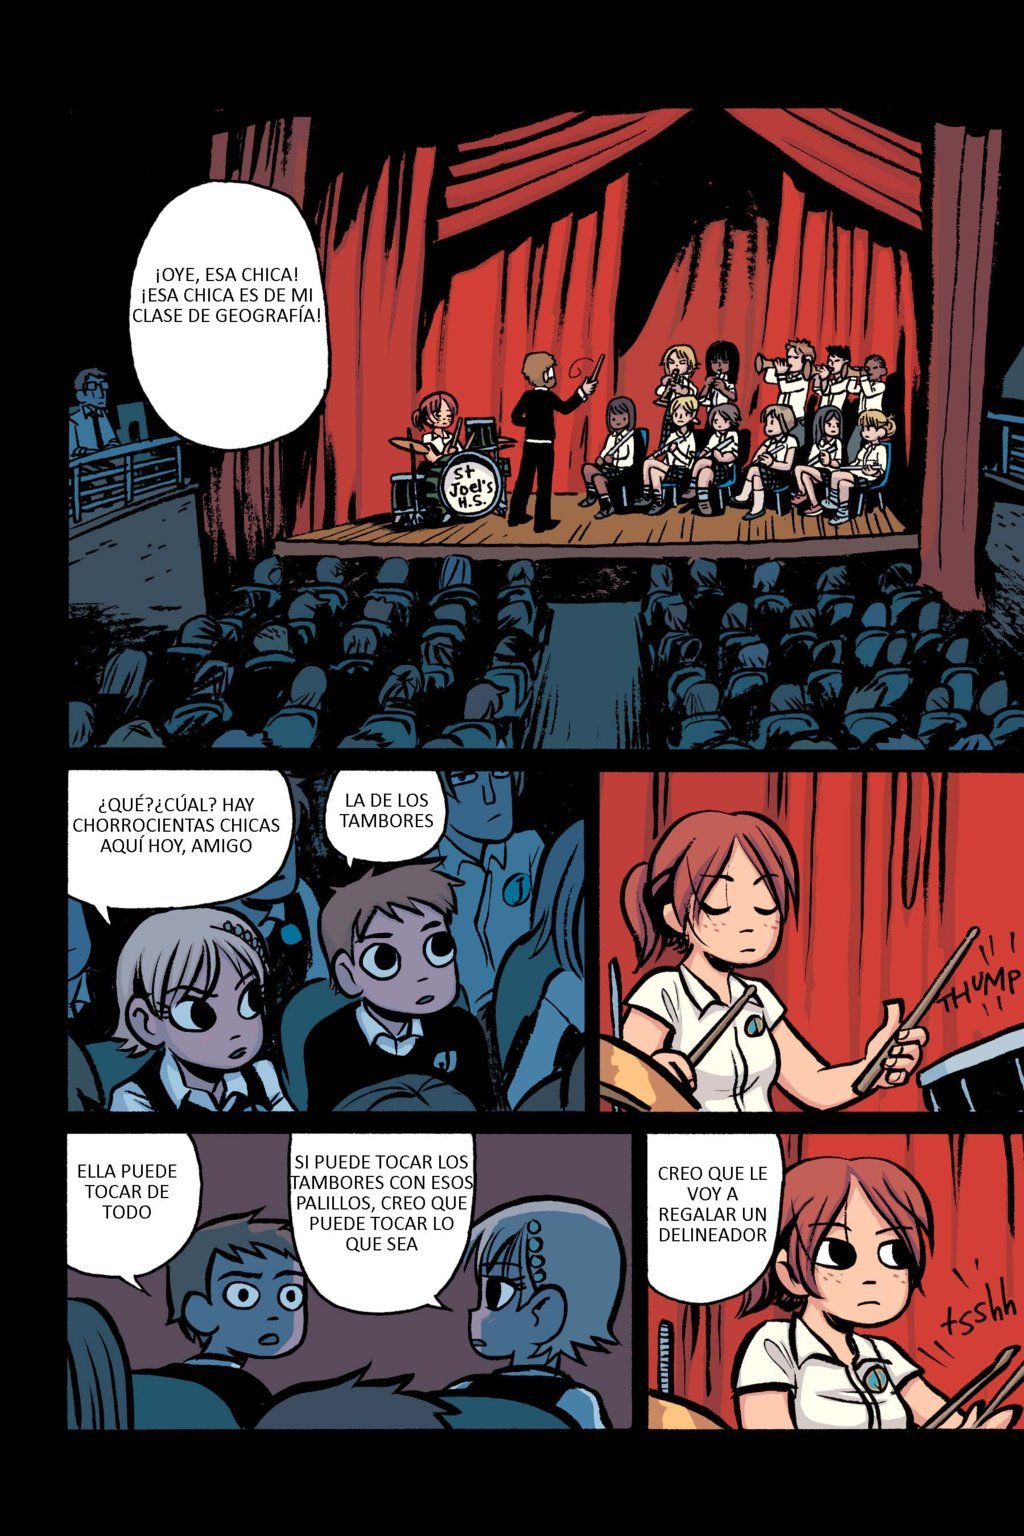 ¡OYE, ESA CHICA!
¡ESA CHICA ES DE MI
CLASE DE GEOGRAFÍA!
St
Joel's
H.S.
¿QUÉ?¿CÚAL? HAY
CHORROCIENTAS CHICAS
AQUÍ HOY, AMIGO
LA DE LOS
TAMBORES
THUMP
ELLA PUEDE
TOCAR DE
TODO
SI PUEDE TOCAR LOS
TAMBORES CON ESOS
PALILLOS, CREO QUE
PUEDE TOCAR LO
QUE SEA
CREO QUE LE
VOY A
REGALAR UN
DELINEADOR
tsshh